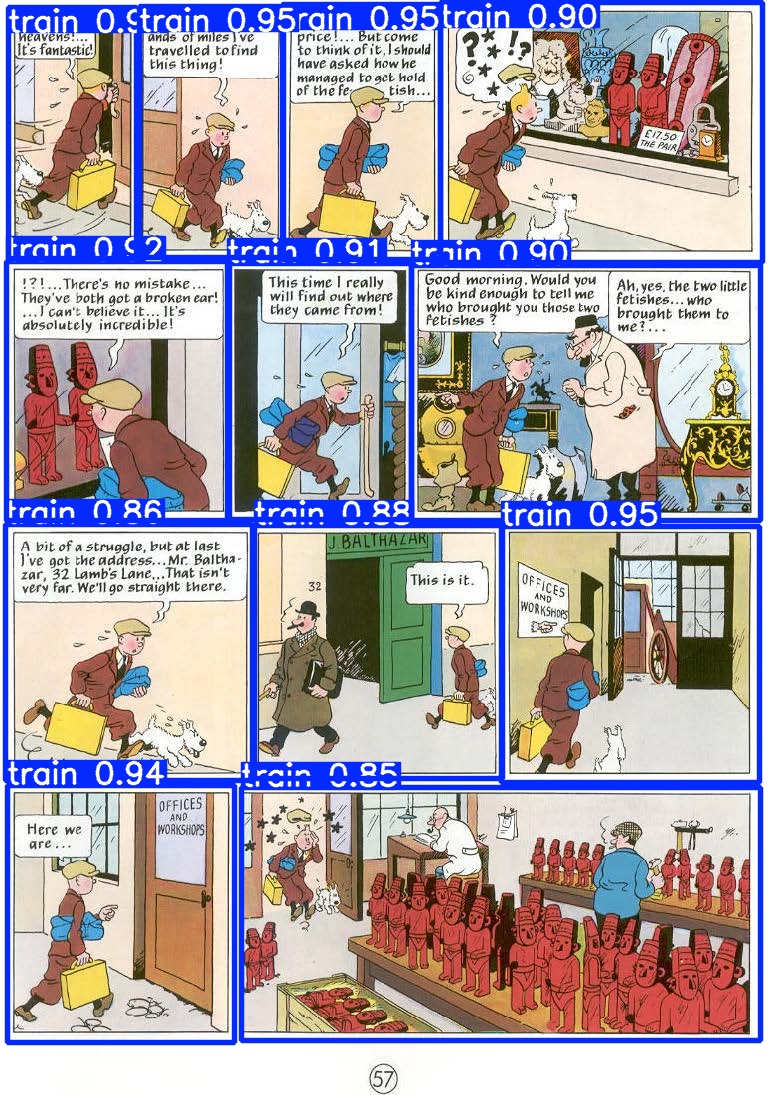 train 0.9
train 0.95
train 0.95
train 0.90
heavens!...
It's fantastic!
ands of miles I've
travelled to find
this thing!
price!... But come
to think of it, I should
have asked how he
managed to get hold
of the tish...
? * ! ?
£17.50
THE PAIR
train 0.92
train 0.91
train 0.90
!?!...There's no mistake...
They've both got a broken ear!
...I can't believe it... It's
absolutely incredible!
This time I really
will find out where
they came from!
Good morning. Would you
be kind enough to tell me
who brought you those two
fetishes?
Ah, yes, the two little
fetishes... who
brought them to
me?...
train 0.86
train 0.88
train 0.95
A bit of a struggle, but at last
I've got the address...Mr. Baltha-
zar, 32 Lamb's Lane...That isn't
very far. We'll go straight there.
J. BALTHAZAR
32
This is it.
OFFICES
AND
WORKSHOPS
train 0.94
train 0.85
Here we
are...
OFFICES
AND
WORKSHOPS
57